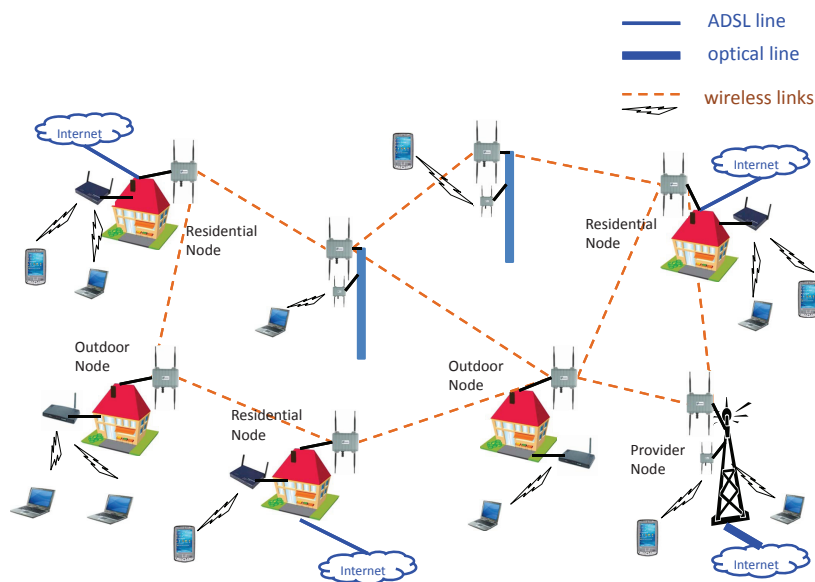 ADSL line
optical line
wireless links
Internet
Internet
Residential
Node
Residential
Node
Outdoor
Node
Outdoor
Node
Residential
Node
Provider
Node
Internet
Internet